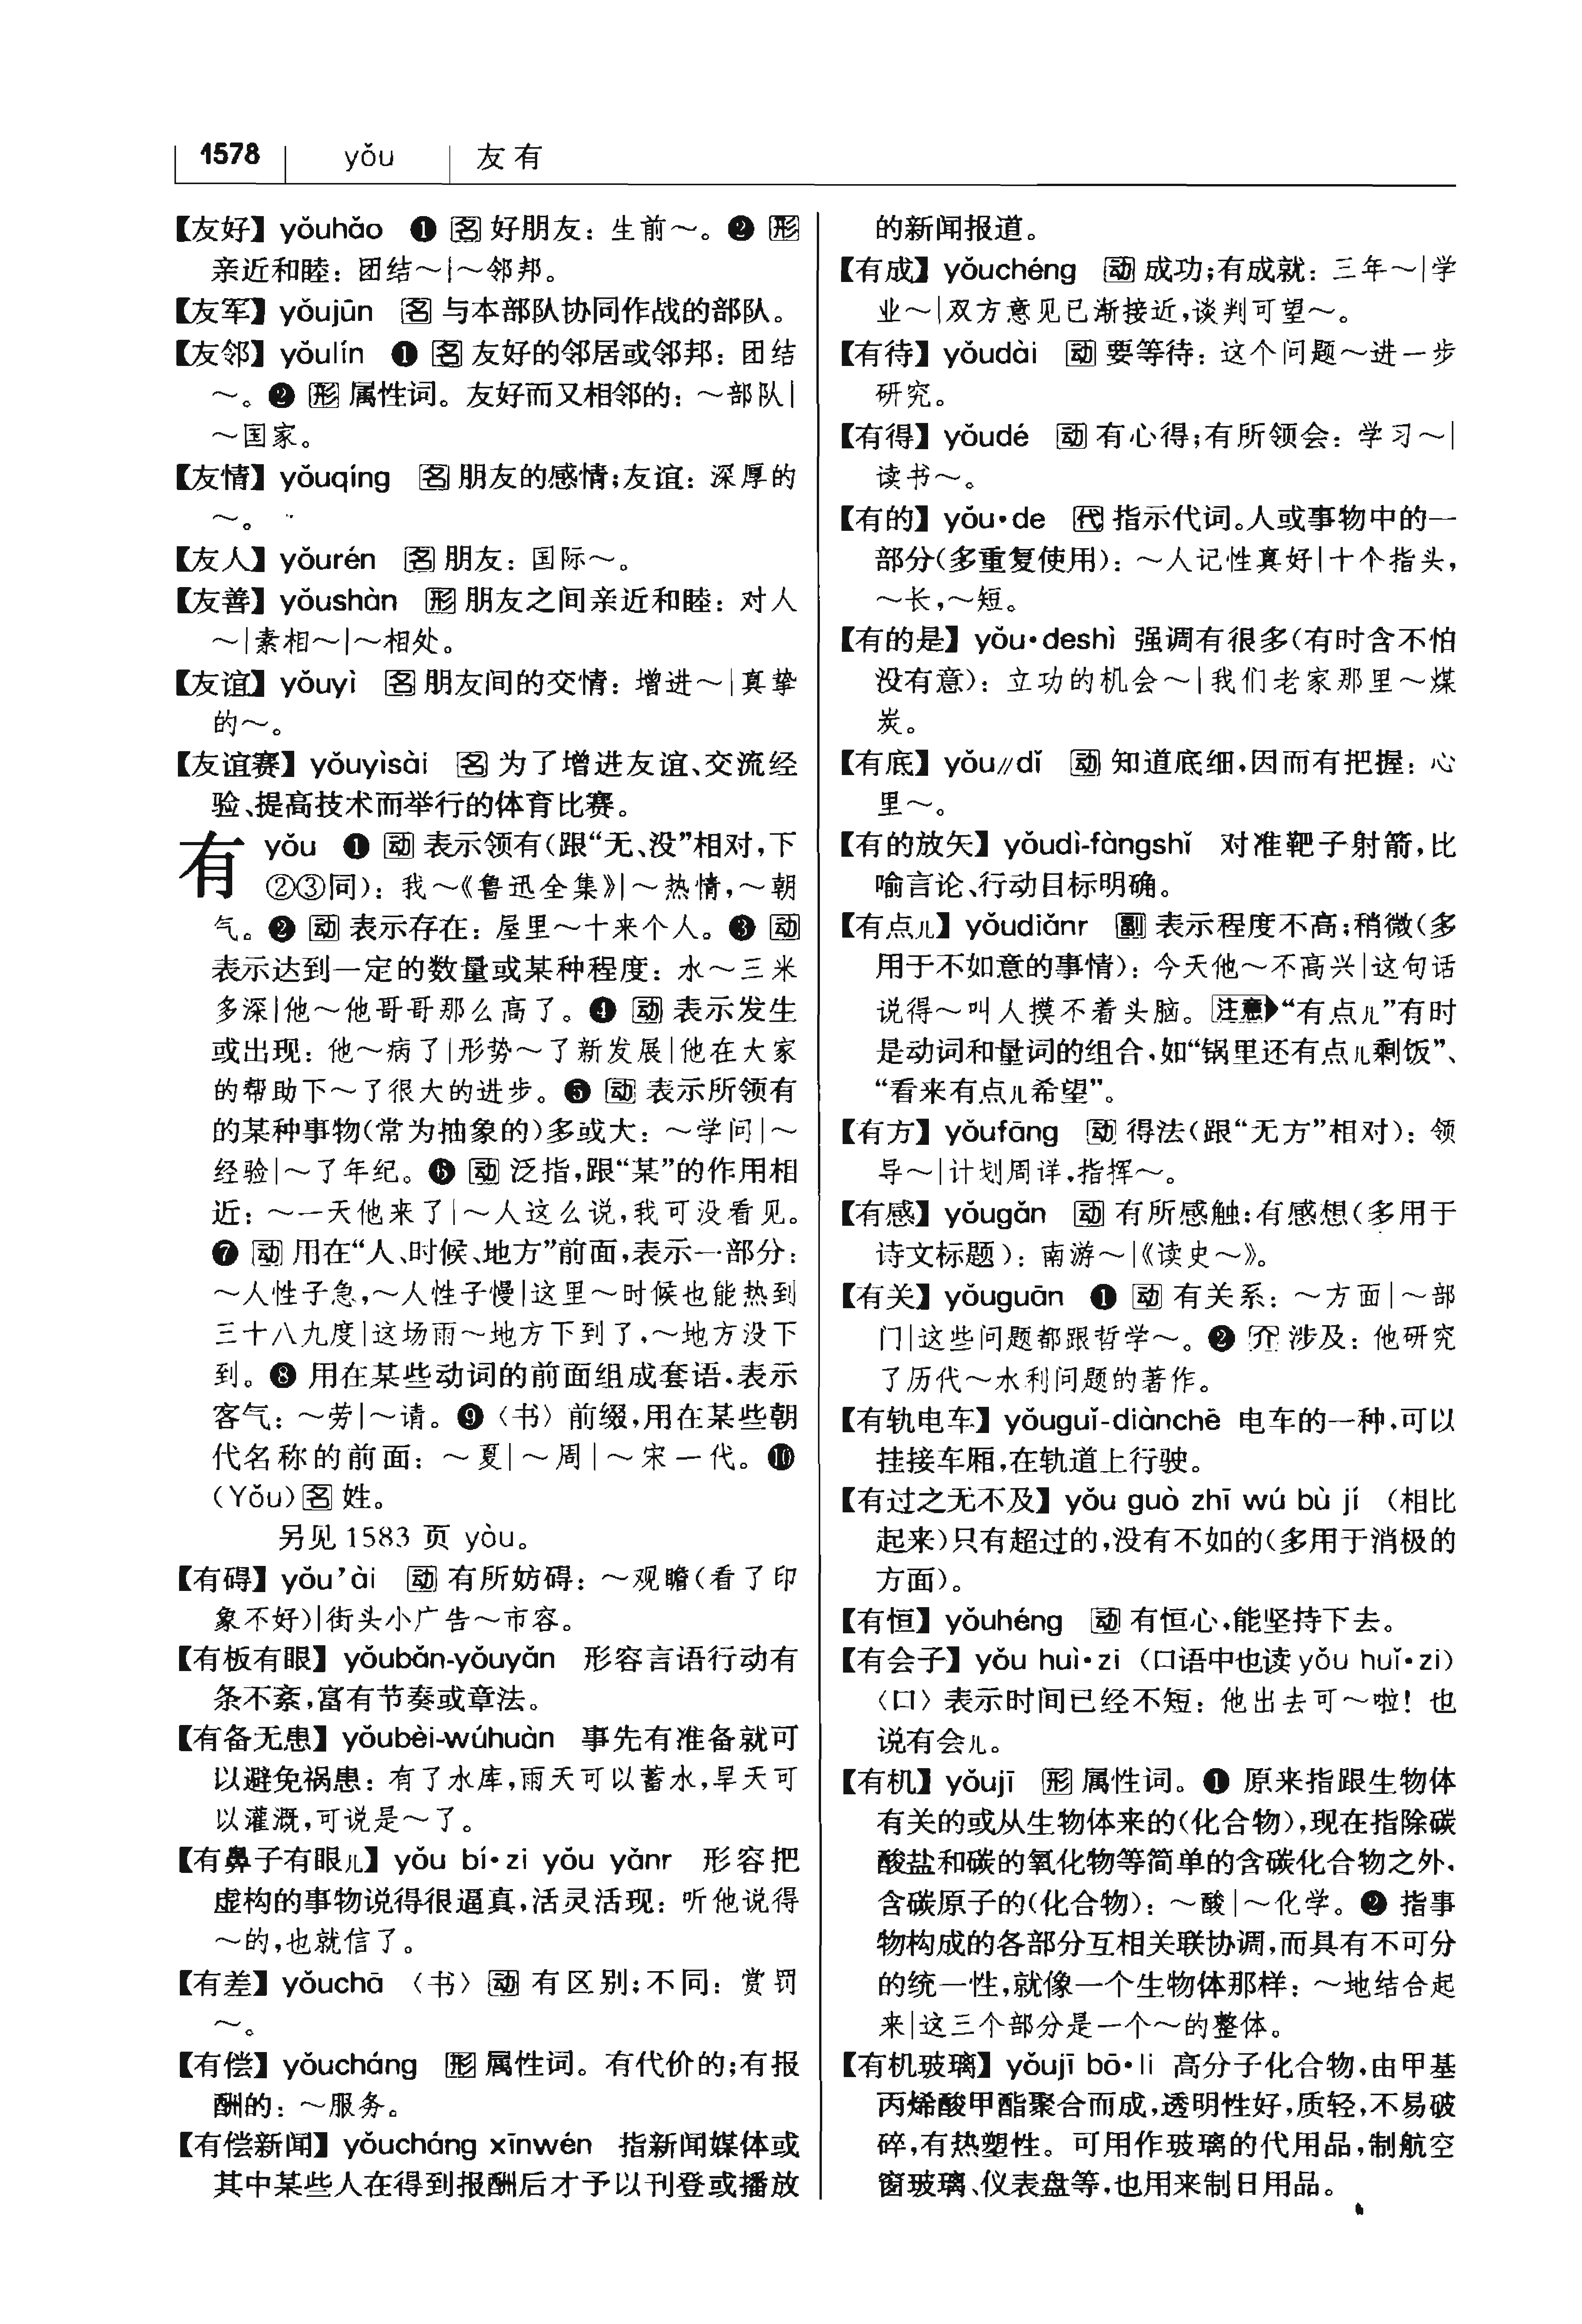 1578 yǒu 友有
【友好】 yǒuhǎo ❶ 名 好朋友：生前～。❷ 形
亲近和睦：团结～|～邻邦。
【友军】 yǒujūn 名 与本部队协同作战的部队。
【友邻】 yǒulín ❶ 名 友好的邻居或邻邦：团结
～。❷ 形 属性词。友好而又相邻的：～部队|
～国家。
【友情】 yǒuqíng 名 朋友的感情；友谊：深厚的
～。
【友人】 yǒurén 名 朋友：国际～。
【友善】 yǒushàn 形 朋友之间亲近和睦：对人
～|素相～|～相处。
【友谊】 yǒuyì 名 朋友间的交情：增进～|真挚
的～。
【友谊赛】 yǒuyìsài 名 为了增进友谊、交流经
验、提高技术而举行的体育比赛。
有 yǒu ❶ 动 表示领有（跟“无、没”相对，下
②③同）：我～《鲁迅全集》|～热情，～朝
气。❷ 动 表示存在：屋里～十来个人。❸ 动
表示达到一定的数量或某种程度：水～三米
多深|他～他哥哥那么高了。❹ 动 表示发生
或出现：他～病了|形势～了新发展|他在大家
的帮助下～了很大的进步。❺ 动 表示所领有
的某种事物（常为抽象的）多或大：～学问|～
经验|～了年纪。❻ 动 泛指，跟“某”的作用相
近：～一天他来了|～人这么说，我可没看见。
❼ 动 用在“人、时候、地方”前面，表示一部分：
～人性子急，～人性子慢|这里～时候也能热到
三十八九度|这场雨～地方下到了，～地方没下
到。❽ 用在某些动词的前面组成套语，表示
客气：～劳|～请。❾〈书〉前缀，用在某些朝
代名称的前面：～夏|～周|～宋一代。❿
（Yǒu）名 姓。
另见 1583 页 yòu。
【有碍】 yǒu’ài 动 有所妨碍：～观瞻（看了印
象不好）|街头小广告～市容。
【有板有眼】 yǒubǎn-yǒuyǎn 形容言语行动有
条不紊，富有节奏或章法。
【有备无患】 yǒubèi-wúhuàn 事先有准备就可
以避免祸患：有了水库，雨天可以蓄水，旱天可
以灌溉，可说是～了。
【有鼻子有眼儿】 yǒu bí·zi yǒu yǎnr 形容把
虚构的事物说得很逼真，活灵活现：听他说得
～的，也就信了。
【有差】 yǒuchā 〈书〉动 有区别；不同：赏罚
～。
【有偿】 yǒucháng 形 属性词。有代价的；有报
酬的：～服务。
【有偿新闻】 yǒucháng xīnwén 指新闻媒体或
其中某些人在得到报酬后才予以刊登或播放
的新闻报道。
【有成】 yǒuchéng 动 成功；有成就：三年～|学
业～|双方意见已渐接近，谈判可望～。
【有待】 yǒudài 动 要等待：这个问题～进一步
研究。
【有得】 yǒudé 动 有心得；有所领会：学习～|
读书～。
【有的】 yǒu·de 代 指示代词。人或事物中的一
部分（多重复使用）：～人记性真好|十个指头，
～长，～短。
【有的是】 yǒu·deshì 强调有很多（有时含不怕
没有意）：立功的机会～|我们老家那里～煤
炭。
【有底】 yǒu//dǐ 动 知道底细，因而有把握：心
里～。
【有的放矢】 yǒudì-fàngshǐ 对准靶子射箭，比
喻言论、行动目标明确。
【有点儿】 yǒudiǎnr 副 表示程度不高；稍微（多
用于不如意的事情）：今天他～不高兴|这句话
说得～叫人摸不着头脑。 注意 “有点儿”有时
是动词和量词的组合，如“锅里还有点儿剩饭”、
“看来有点儿希望”。
【有方】 yǒufāng 动 得法（跟“无方”相对）：领
导～|计划周详，指挥～。
【有感】 yǒugǎn 动 有所感触；有感想（多用于
诗文标题）：南游～|《读史～》。
【有关】 yǒuguān ❶ 动 有关系：～方面|～部
门|这些问题都跟哲学～。❷ 介 涉及：他研究
了历代～水利问题的著作。
【有轨电车】 yǒuguǐ-diànchē 电车的一种，可以
挂接车厢，在轨道上行驶。
【有过之无不及】 yǒu guò zhī wú bù jí （相比
起来）只有超过的，没有不如的（多用于消极的
方面）。
【有恒】 yǒuhéng 动 有恒心，能坚持下去。
【有会子】 yǒu huì·zi （口语中也读 yǒu huǐ·zi）
〈口〉表示时间已经不短：他出去可～啦！也
说有会儿。
【有机】 yǒujī 形 属性词。❶ 原来指跟生物体
有关的或从生物体来的（化合物），现在指除碳
酸盐和碳的氧化物等简单的含碳化合物之外，
含碳原子的（化合物）：～酸|～化学。❷ 指事
物构成的各部分互相关联协调，而具有不可分
的统一性，就像一个生物体那样：～地结合起
来|这三个部分是一个～的整体。
【有机玻璃】 yǒujī bō·li 高分子化合物，由甲基
丙烯酸甲酯聚合而成，透明性好，质轻，不易破
碎，有热塑性。可用作玻璃的代用品，制航空
窗玻璃、仪表盘等，也用来制日用品。